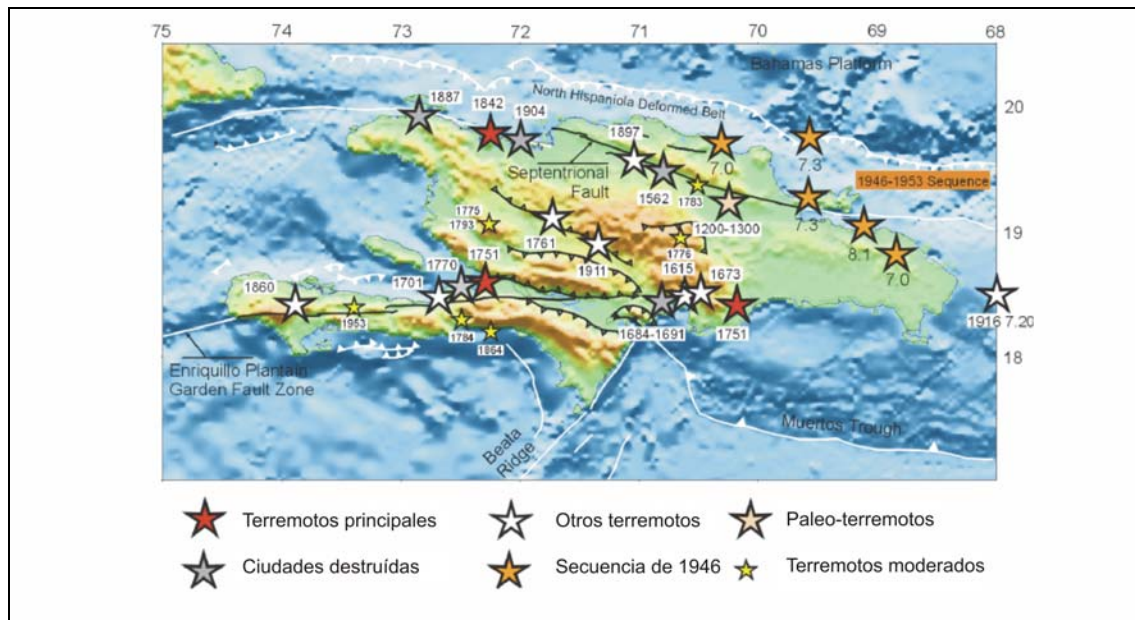 75 74 73 72 71 70 69 68
Bahamas Platform
20
North Hispaniola Deformed Belt
1887
1842
1904
1897
7.0
7.3
Septentrional
Fault
1946-1953 Sequence
1562
1783
7.3"
1200-1300
19
1775
1793
1761
1776
8.1
1911
7.0
1770
1751
1615
1673
1701
1860
1953
1784
1864
1684-1691
1751
1916 7.20
18
Enriquillo Plantain
Garden Fault Zone
Beata
Ridge
Muertos Trough
Terremotos principales
Otros terremotos
Paleo-terremotos
Ciudades destruídas
Secuencia de 1946
Terremotos moderados